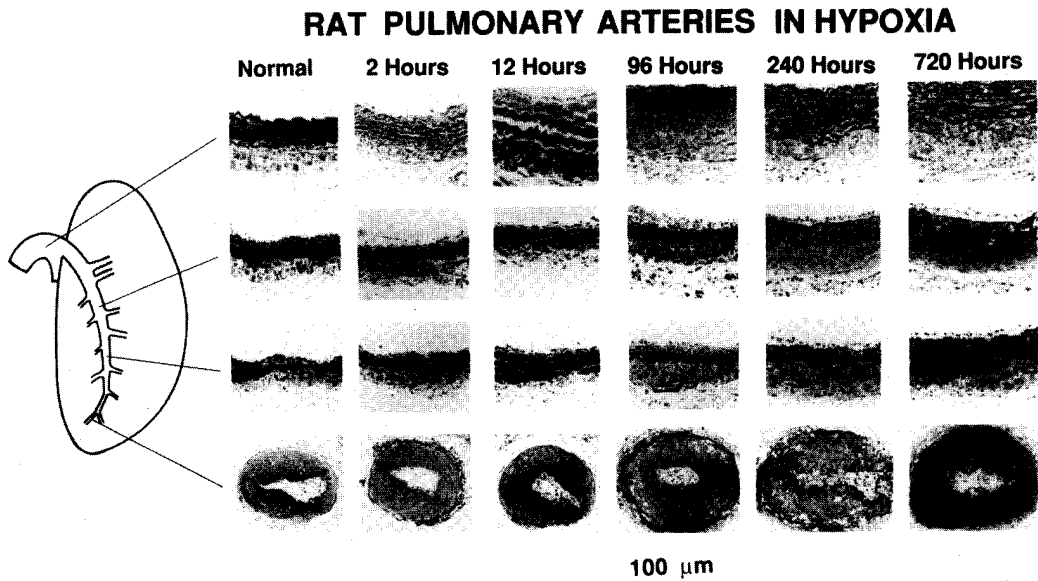 RAT PULMONARY ARTERIES IN HYPOXIA
Normal 2 Hours 12 Hours 96 Hours 240 Hours 720 Hours
100 μm